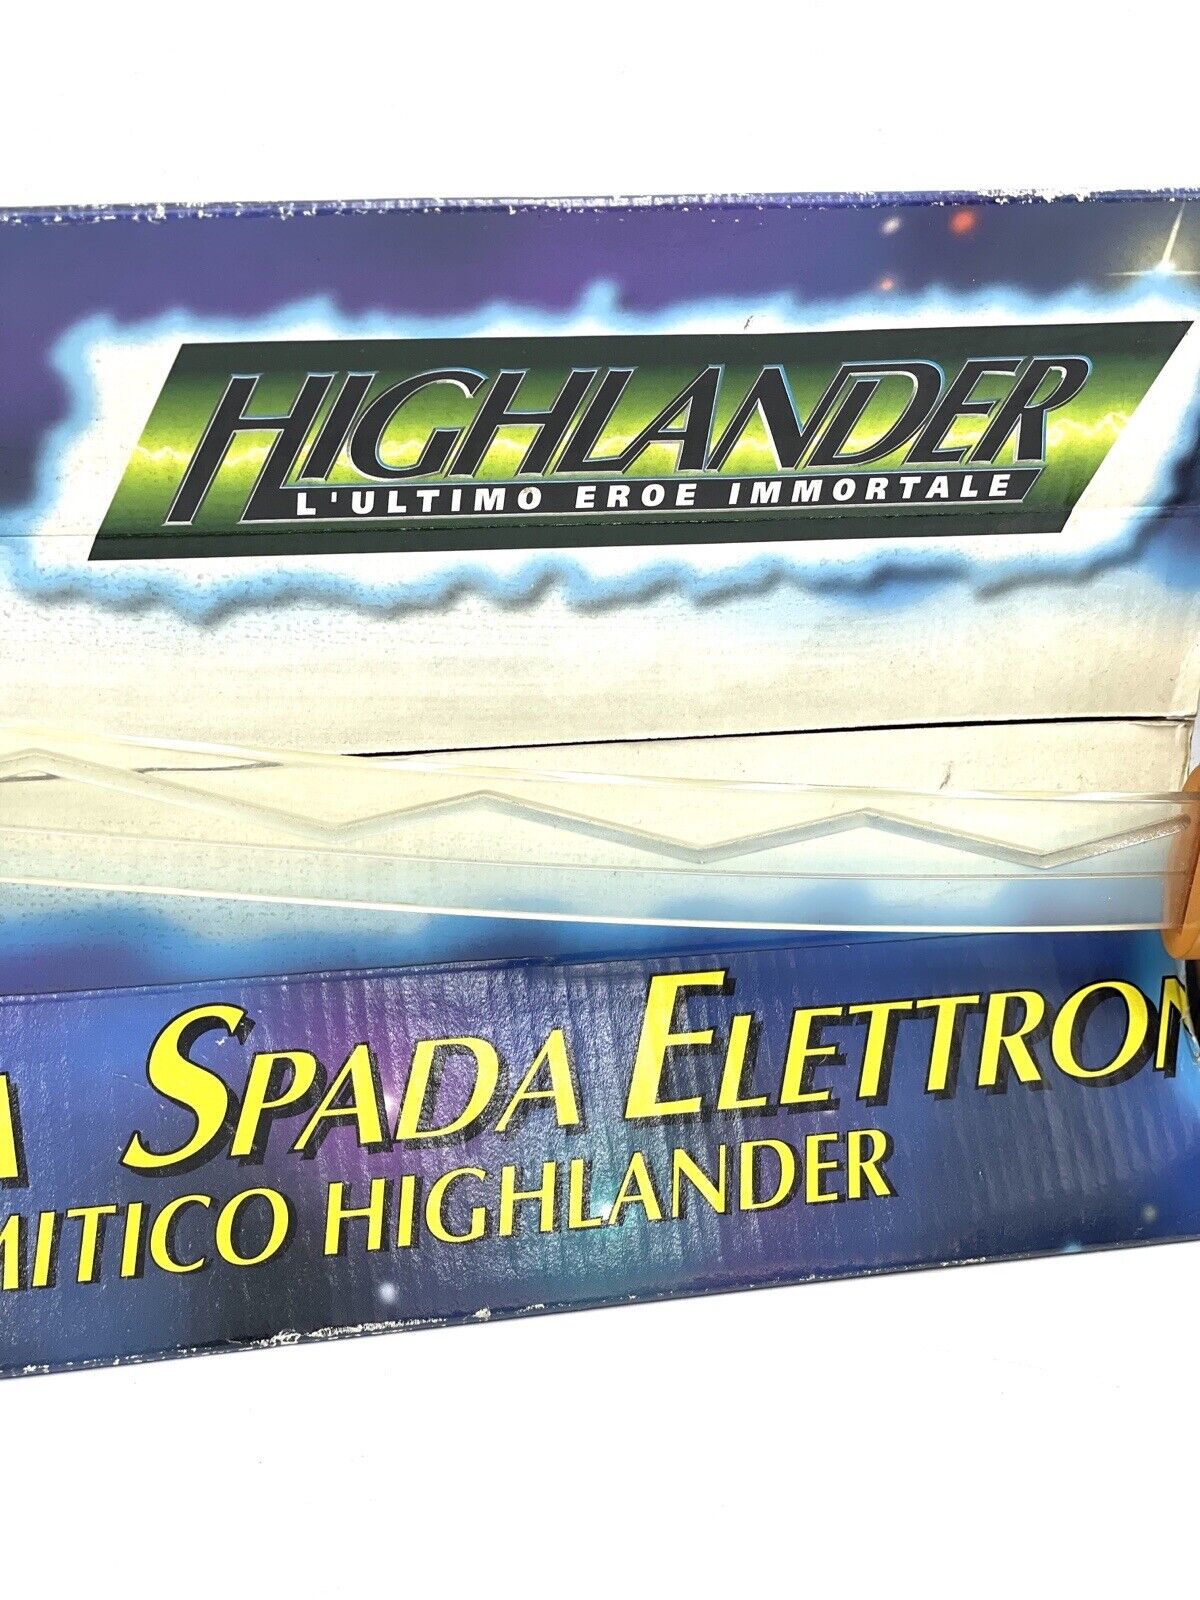 HIGHLANDER
L'ULTIMO EROE IMMORTALE
A SPADA ELETTRON
MITICO HIGHLANDER